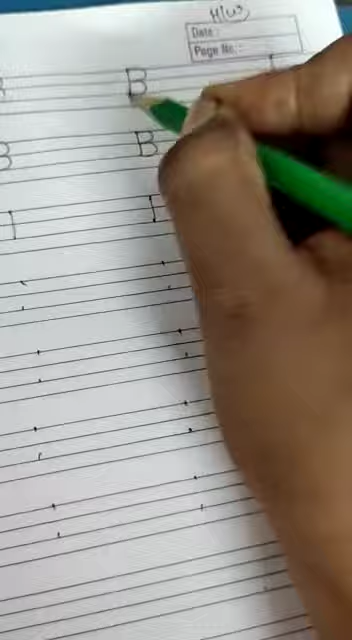 H/W
Date :
Page No. :
B
B